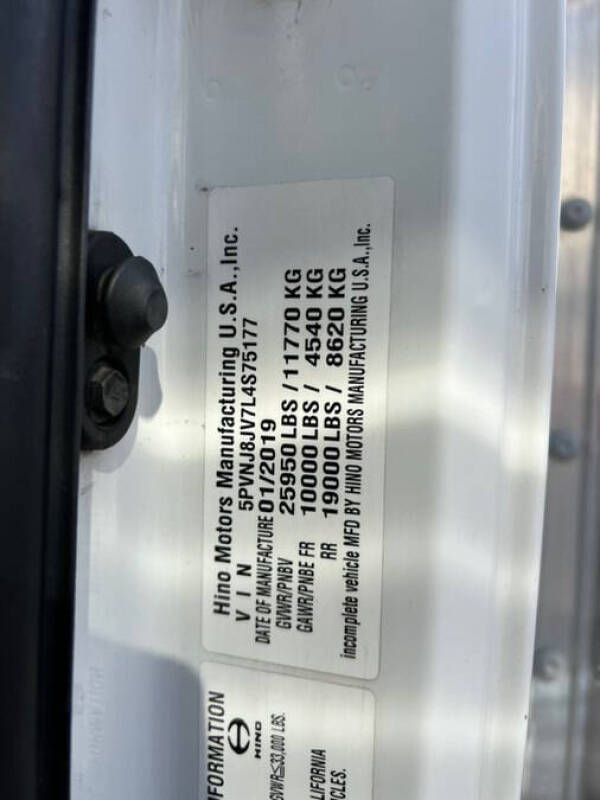 Hino Motors Manufacturing U.S.A.,Inc.
V I N 5PVNJ8JV7L4S75177
DATE OF MANUFACTURE 01/2019
GVWR/PNBV 25950 LBS / 11770 KG
GAWR/PNBE FR 10000 LBS / 4540 KG
RR 19000 LBS / 8620 KG
incomplete vehicle MFD BY HINO MOTORS MANUFACTURING U.S.A.,Inc.
FORMATION
HINO
GVWR≦33,000 LBS.
LIFORNIA
ICLES.